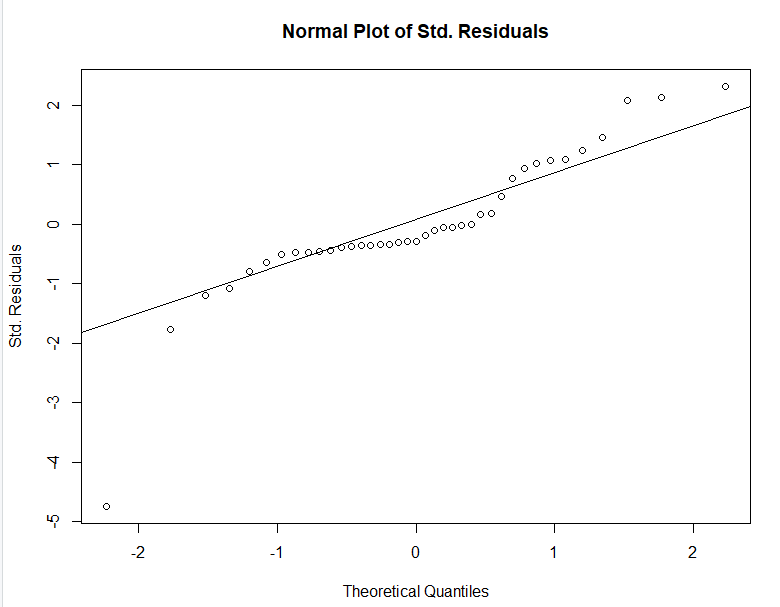 Normal Plot of Std. Residuals
2
1
0
-1
-2
-3
-4
-5
Std. Residuals
-2 -1 0 1 2
Theoretical Quantiles